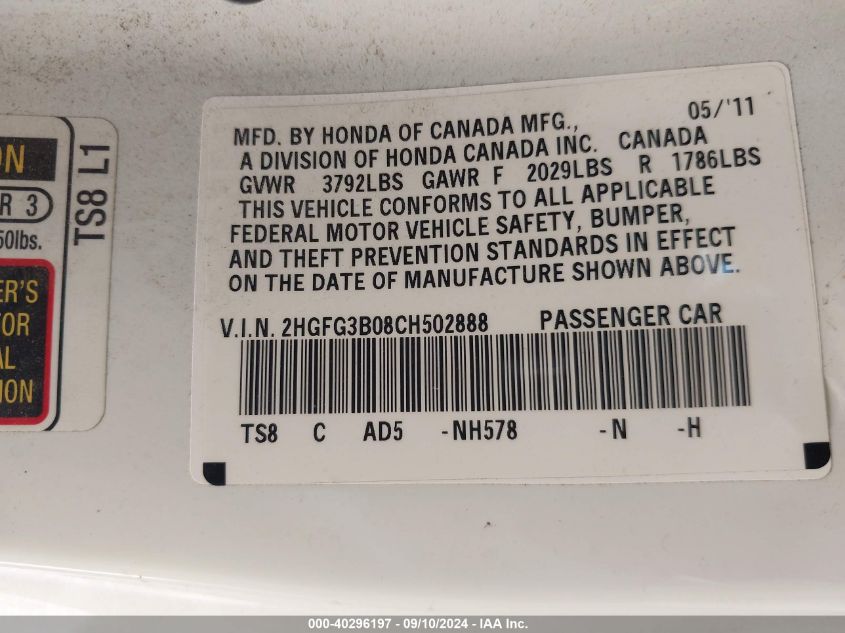 05/'11
MFD. BY HONDA OF CANADA MFG.,
A DIVISION OF HONDA CANADA INC. CANADA
GVWR 3792LBS GAWR F 2029LBS R 1786LBS
THIS VEHICLE CONFORMS TO ALL APPLICABLE
FEDERAL MOTOR VEHICLE SAFETY, BUMPER,
AND THEFT PREVENTION STANDARDS IN EFFECT
ON THE DATE OF MANUFACTURE SHOWN ABOVE.
V.I.N. 2HGFG3B08CH502888 PASSENGER CAR
TS8 C AD5 -NH578 -N -H
TS8 L1
ON
R 3
50lbs.
ER'S
TOR
AL
ION
000-40296197 - 09/10/2024 - IAA Inc.